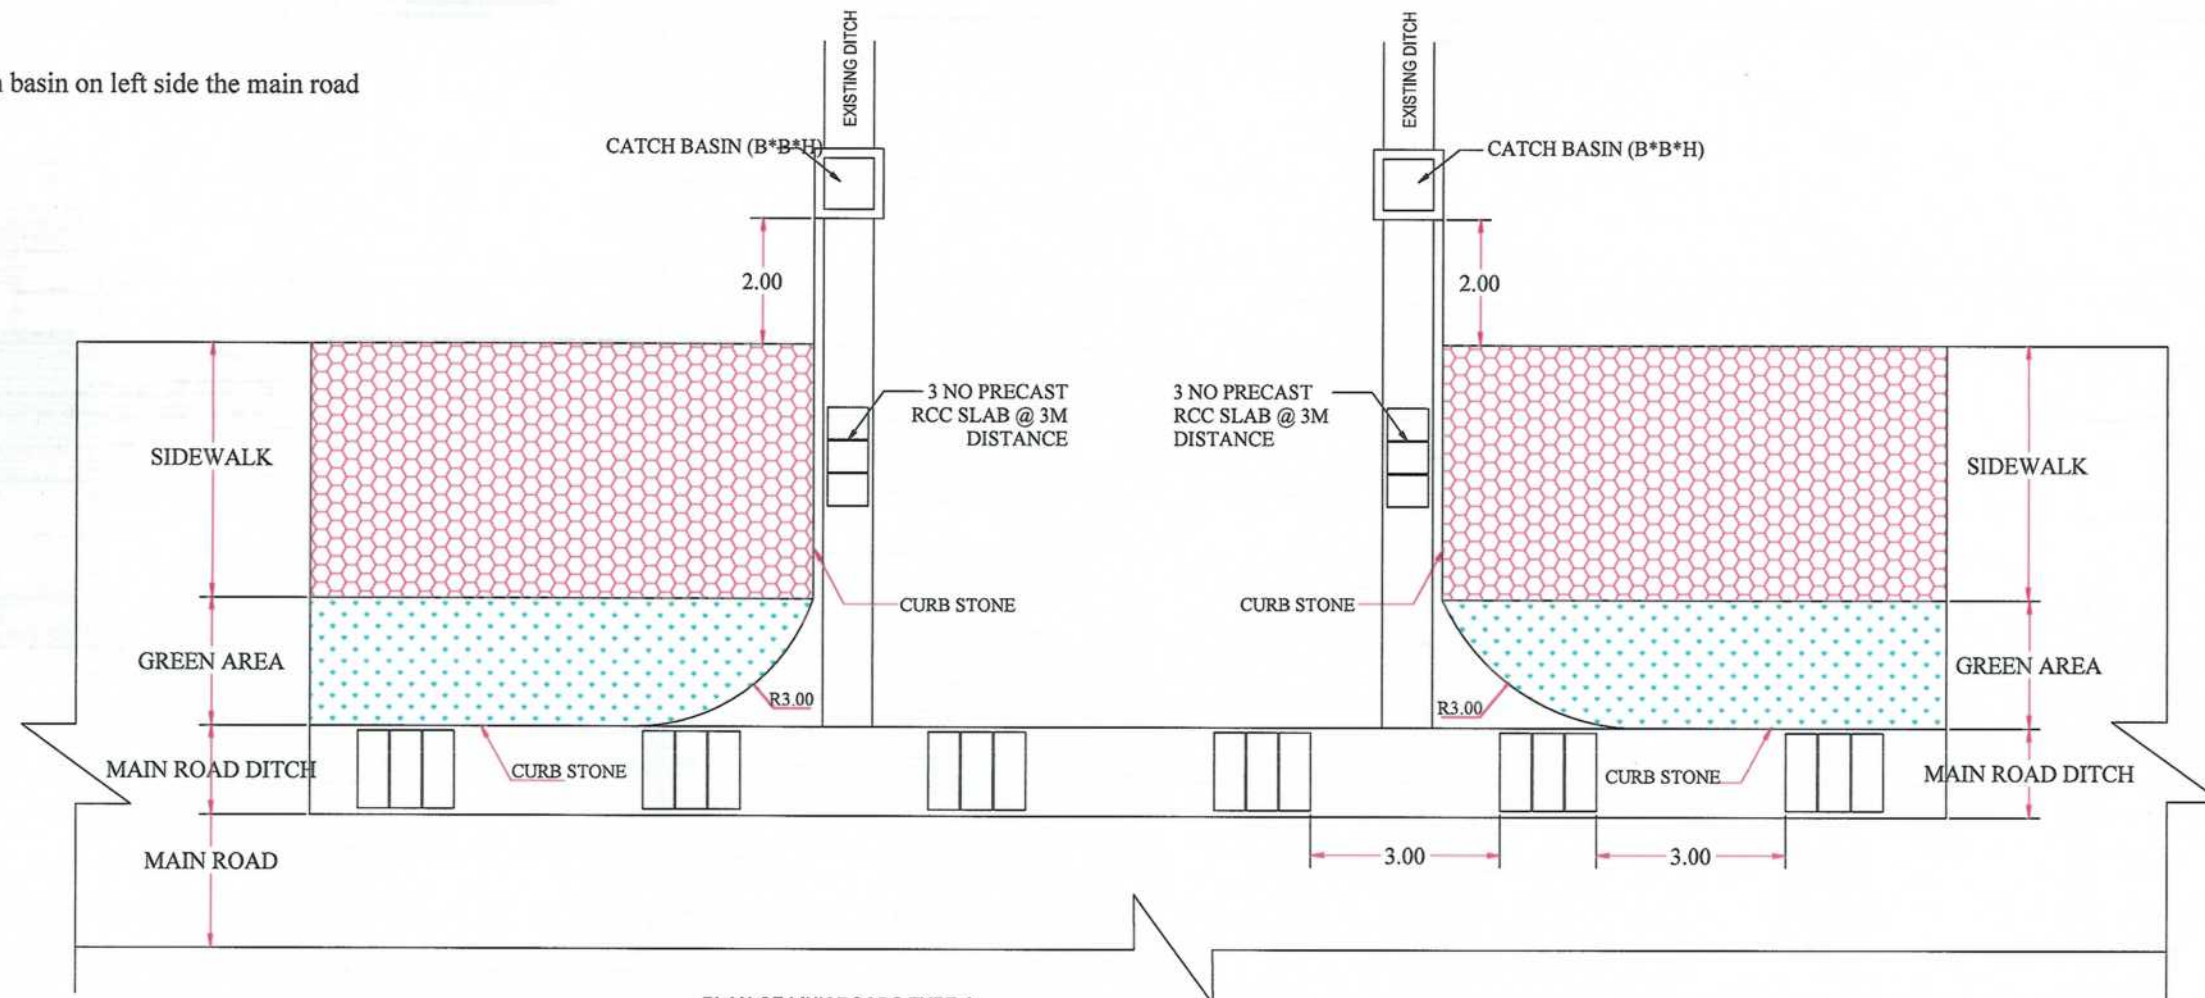 basin on left side the main road
EXISTING DITCH
EXISTING DITCH
CATCH BASIN (B*B*H)
CATCH BASIN (B*B*H)
2.00
2.00
3 NO PRECAST
RCC SLAB @ 3M
DISTANCE
3 NO PRECAST
RCC SLAB @ 3M
DISTANCE
SIDEWALK
SIDEWALK
CURB STONE
CURB STONE
GREEN AREA
GREEN AREA
R3.00
R3.00
MAIN ROAD DITCH
CURB STONE
CURB STONE
MAIN ROAD DITCH
MAIN ROAD
3.00
3.00